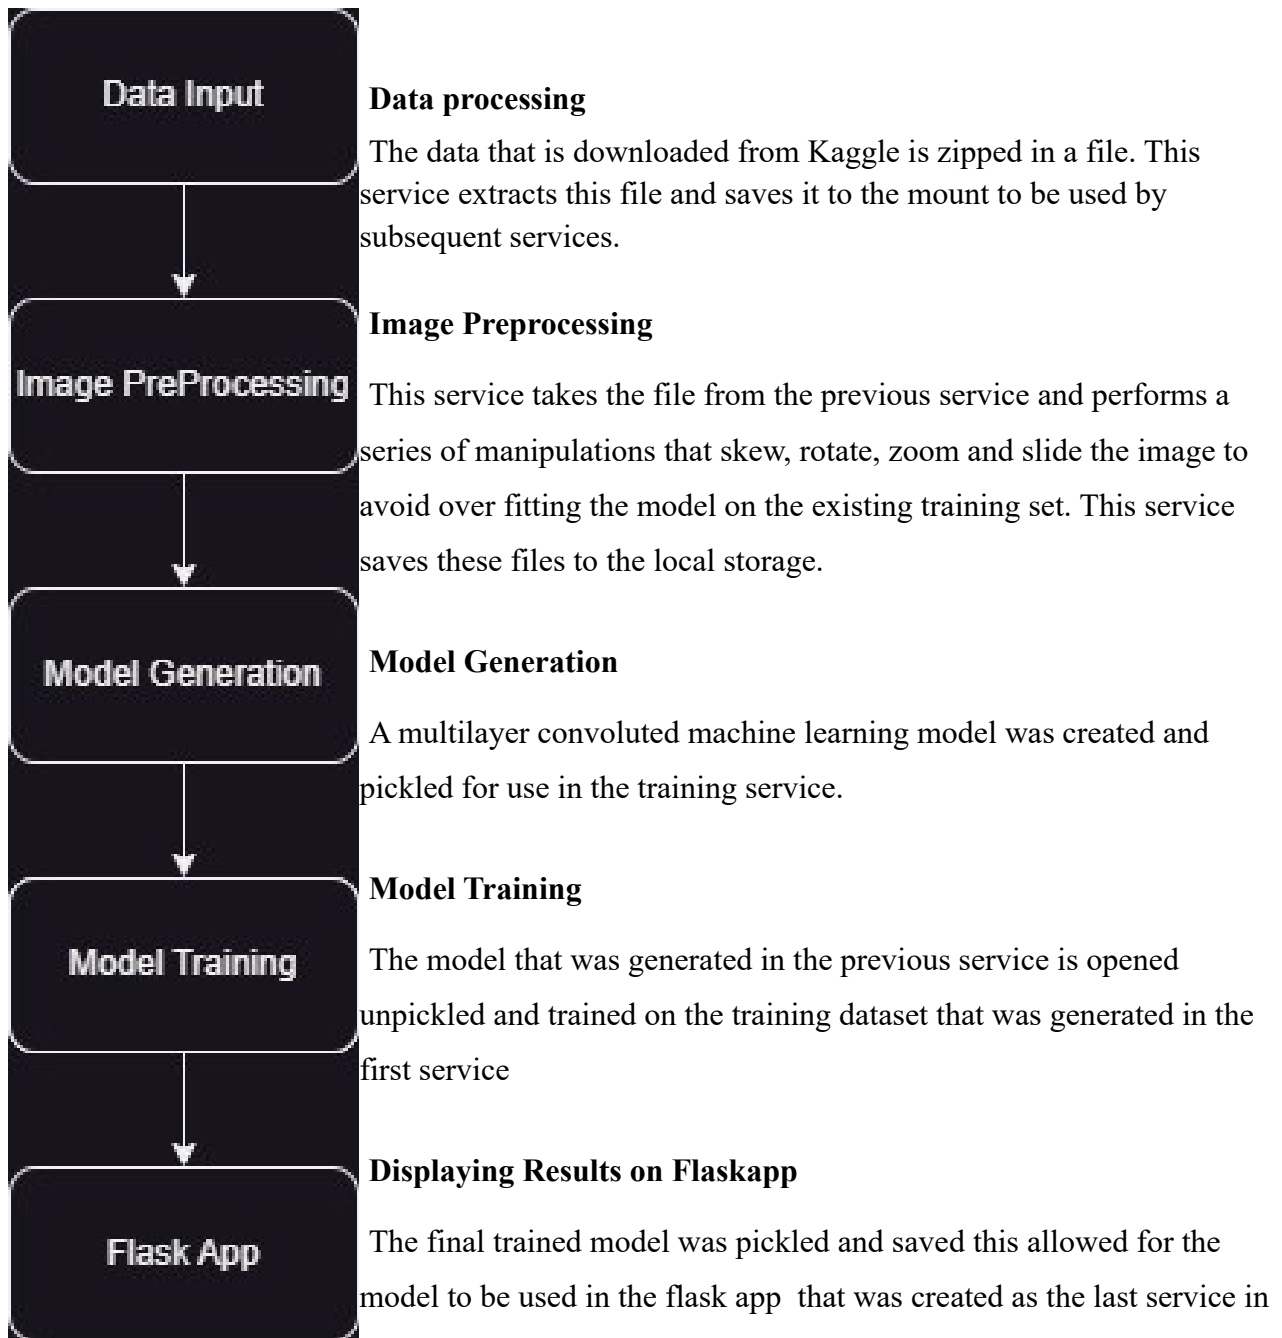 Data Input
Data processing
The data that is downloaded from Kaggle is zipped in a file. This
service extracts this file and saves it to the mount to be used by
subsequent services.
Image PreProcessing
Image Preprocessing
This service takes the file from the previous service and performs a
series of manipulations that skew, rotate, zoom and slide the image to
avoid over fitting the model on the existing training set. This service
saves these files to the local storage.
Model Generation
Model Generation
A multilayer convoluted machine learning model was created and
pickled for use in the training service.
Model Training
Model Training
The model that was generated in the previous service is opened
unpickled and trained on the training dataset that was generated in the
first service
Flask App
Displaying Results on Flaskapp
The final trained model was pickled and saved this allowed for the
model to be used in the flask app  that was created as the last service in